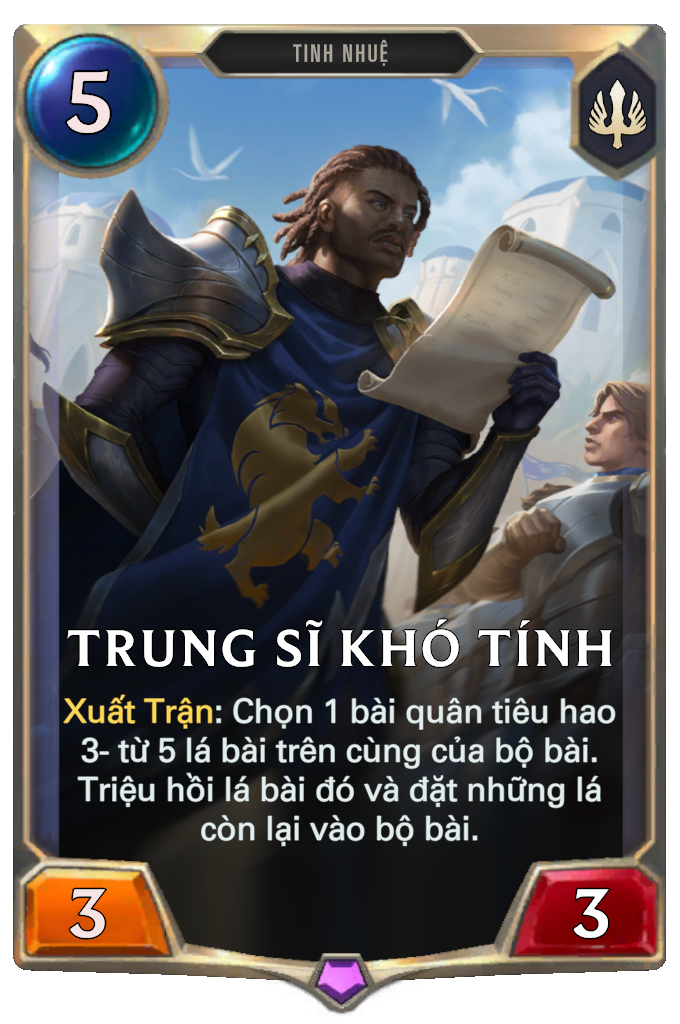 5
TINH NHUỆ
TRUNG SĨ KHÓ TÍNH
Xuất Trận: Chọn 1 bài quân tiêu hao
3- từ 5 lá bài trên cùng của bộ bài.
Triệu hồi lá bài đó và đặt những lá
còn lại vào bộ bài.
3
3